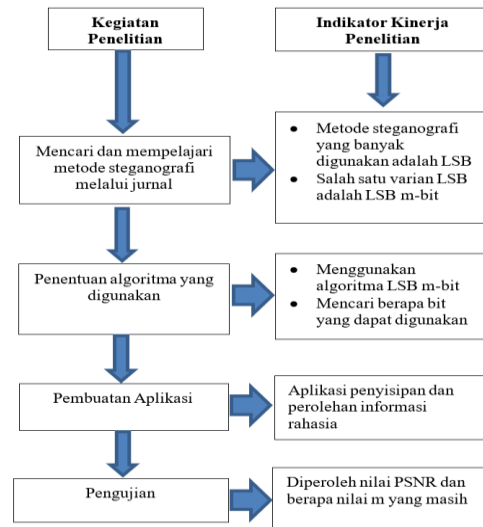 Kegiatan
Penelitian
Indikator Kinerja
Penelitian
Mencari dan mempelajari
metode steganografi
melalui jurnal
• Metode steganografi
yang banyak
digunakan adalah LSB
• Salah satu varian LSB
adalah LSB m-bit
Penentuan algoritma yang
digunakan
• Menggunakan
algoritma LSB m-bit
• Mencari berapa bit
yang dapat digunakan
Pembuatan Aplikasi
Aplikasi penyisipan dan
perolehan informasi
rahasia
Pengujian
Diperoleh nilai PSNR dan
berapa nilai m yang masih